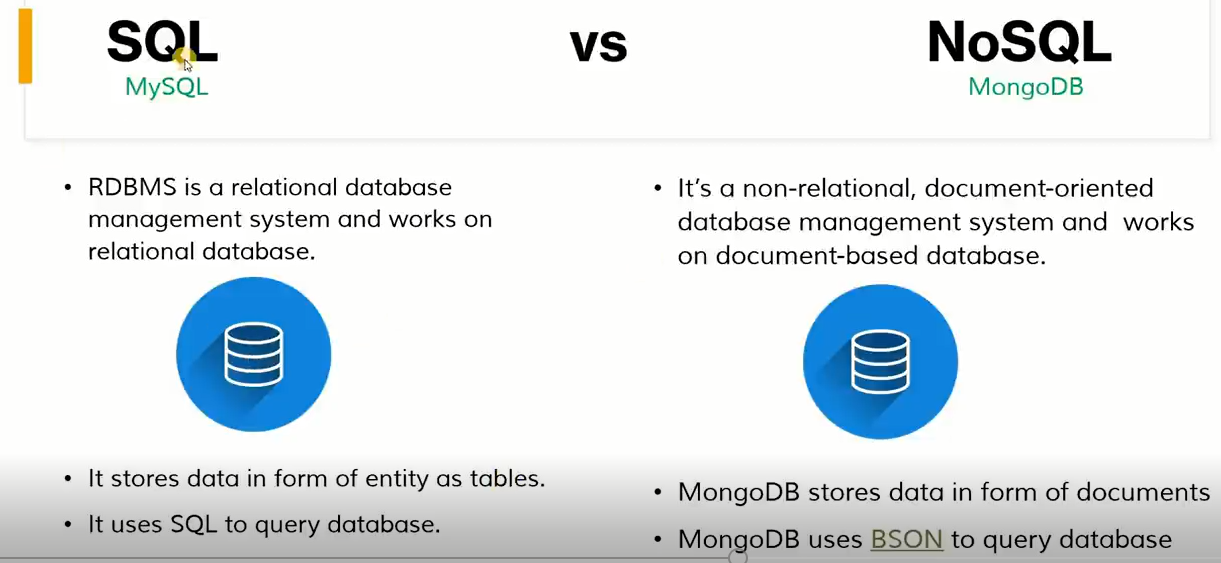 SQL
vs
NoSQL
MySQL
MongoDB
• RDBMS is a relational database
management system and works on
relational database.
• It stores data in form of entity as tables.
• It uses SQL to query database.
• It’s a non-relational, document-oriented
database management system and works
on document-based database.
• MongoDB stores data in form of documents
• MongoDB uses BSON to query database